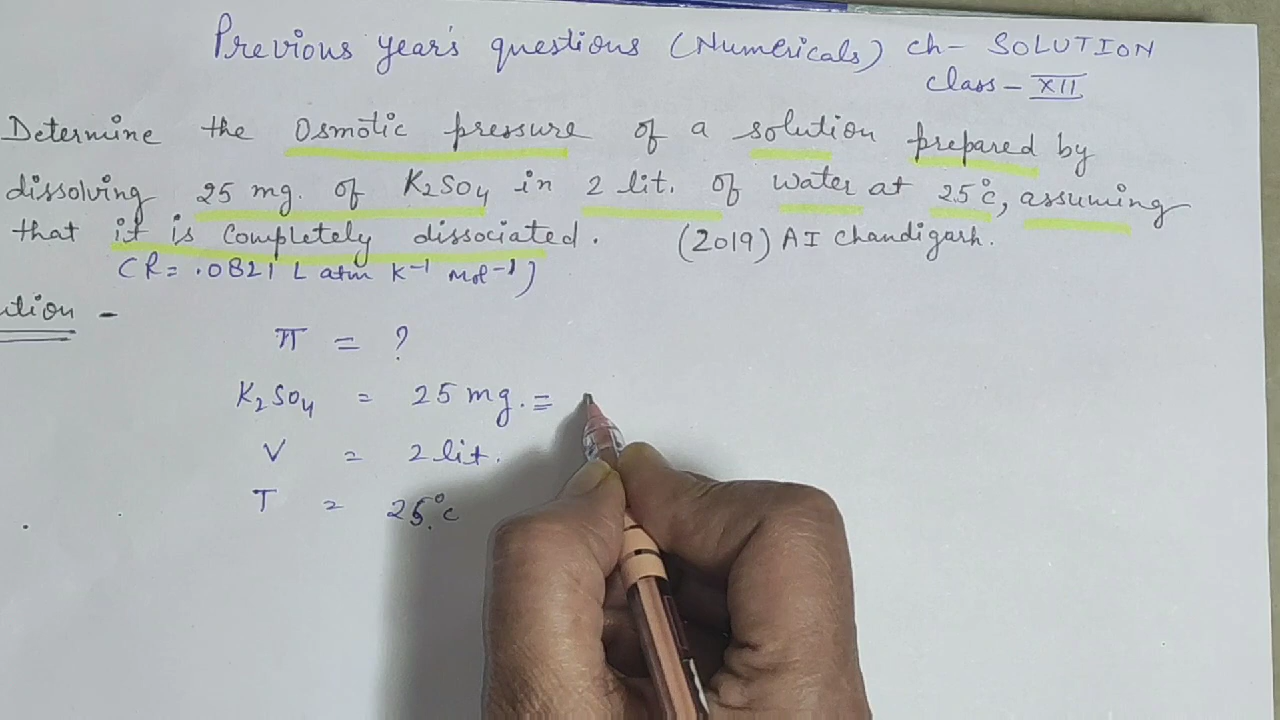 Previous year's questions (Numericals) ch- SOLUTION
class - XII
Determine the Osmotic pressure of a solution prepared by
dissolving 25 mg. of K₂SO₄ in 2 lit. of water at 25°c, assuming
that it is completely dissociated. (2019) AI Chandigarh.
(R = .0821 L atm K⁻¹ mol⁻¹)
ution -
π = ?
K₂SO₄ = 25 mg. =
V = 2 lit.
T = 25°c